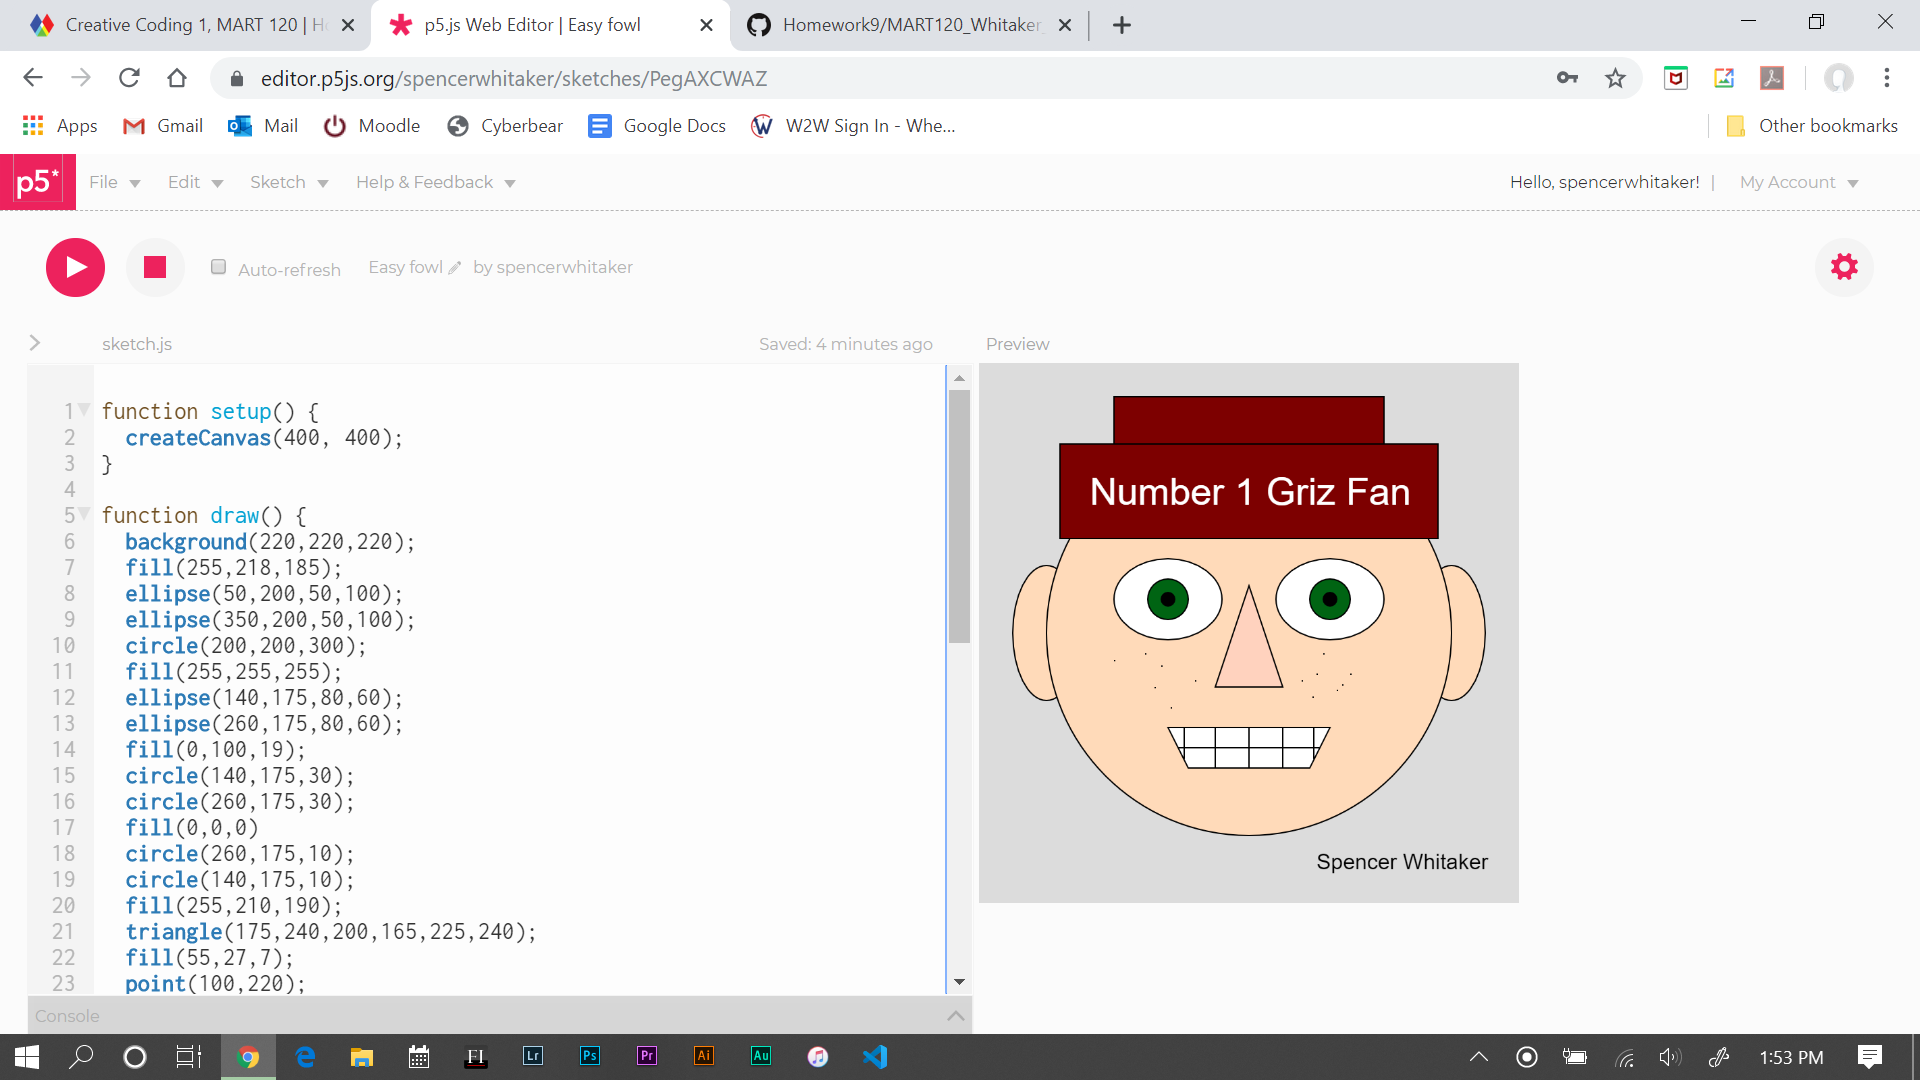 Creative Coding 1, MART 120 | H
p5.js Web Editor | Easy fowl
Homework9/MART120_Whitaker_
editor.p5js.org/spencerwhitaker/sketches/PegAXCWAZ
Apps Gmail Mail Moodle Cyberbear Google Docs W2W Sign In - Whe... Other bookmarks
p5* File Edit Sketch Help & Feedback Hello, spencerwhitaker! | My Account
Auto-refresh Easy fowl by spencerwhitaker
sketch.js Saved: 4 minutes ago Preview
1 function setup() {
2 createCanvas(400, 400);
3 }
4
5 function draw() {
6 background(220,220,220);
7 fill(255,218,185);
8 ellipse(50,200,50,100);
9 ellipse(350,200,50,100);
10 circle(200,200,300);
11 fill(255,255,255);
12 ellipse(140,175,80,60);
13 ellipse(260,175,80,60);
14 fill(0,100,19);
15 circle(140,175,30);
16 circle(260,175,30);
17 fill(0,0,0)
18 circle(260,175,10);
19 circle(140,175,10);
20 fill(255,210,190);
21 triangle(175,240,200,165,225,240);
22 fill(55,27,7);
23 point(100,220);
Number 1 Griz Fan
Spencer Whitaker
Console
Lr Ps Pr Ai Au
1:53 PM